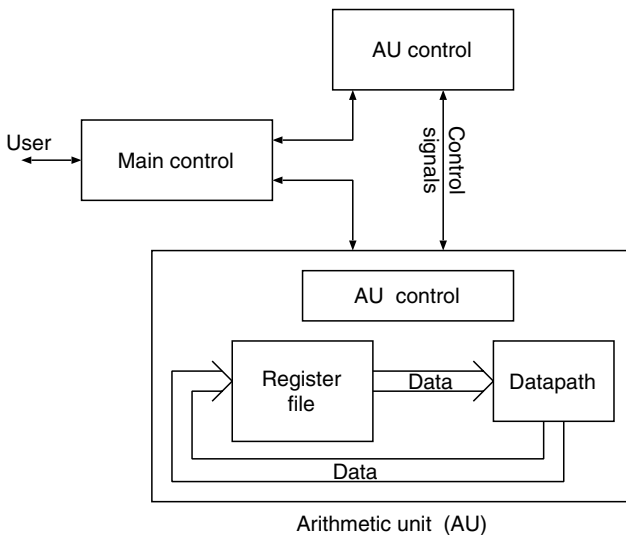 AU control
User
Main control
Control
signals
AU control
Register
file
Data
Datapath
Data
Arithmetic unit (AU)